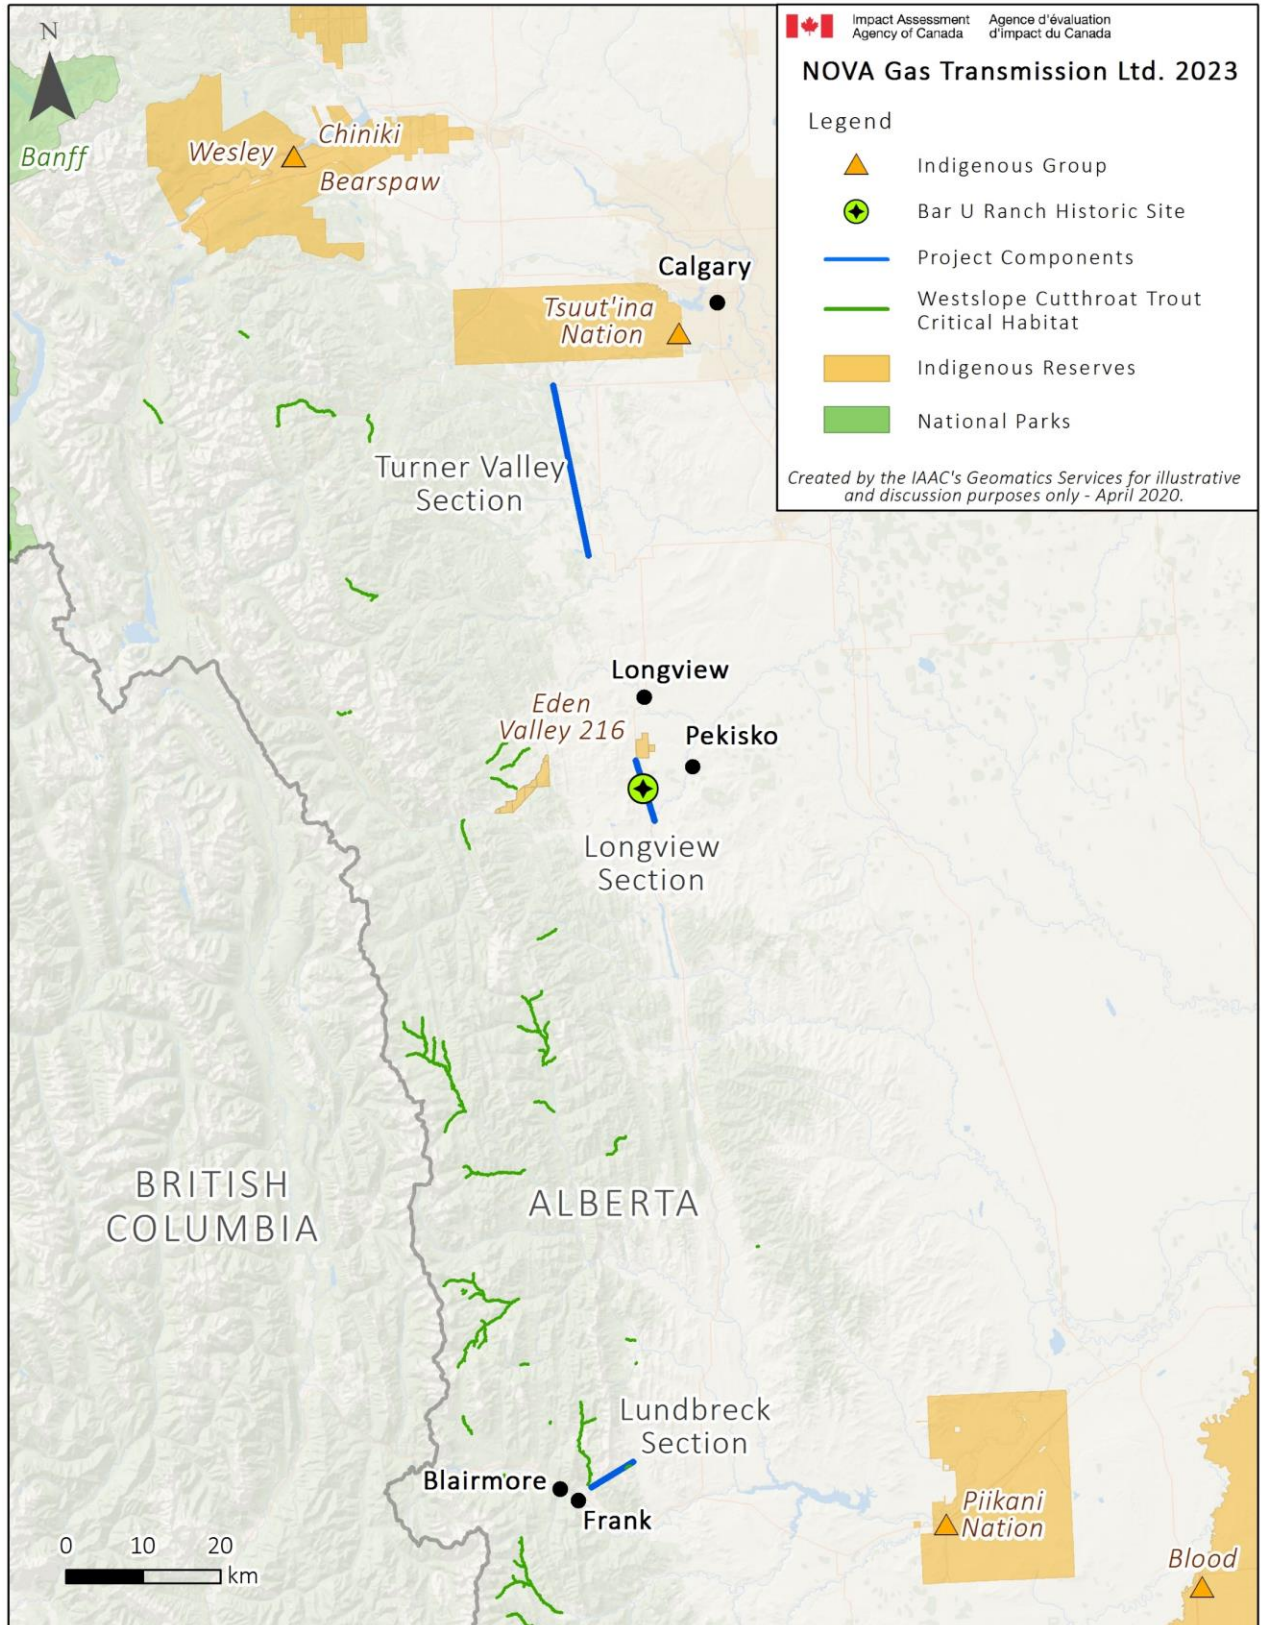 Impact Assessment Agence d'évaluation
Agency of Canada d'impact du Canada
NOVA Gas Transmission Ltd. 2023
Legend
Indigenous Group
Bar U Ranch Historic Site
Project Components
Westslope Cutthroat Trout
Critical Habitat
Indigenous Reserves
National Parks
Created by the IAAC's Geomatics Services for illustrative
and discussion purposes only - April 2020.
N
Banff
Wesley
Chiniki
Bearspaw
Calgary
Tsuut'ina
Nation
Turner Valley
Section
Longview
Eden
Valley 216
Pekisko
Longview
Section
BRITISH
COLUMBIA
ALBERTA
Lundbreck
Section
Blairmore
Frank
Piikani
Nation
Blood
0 10 20
km